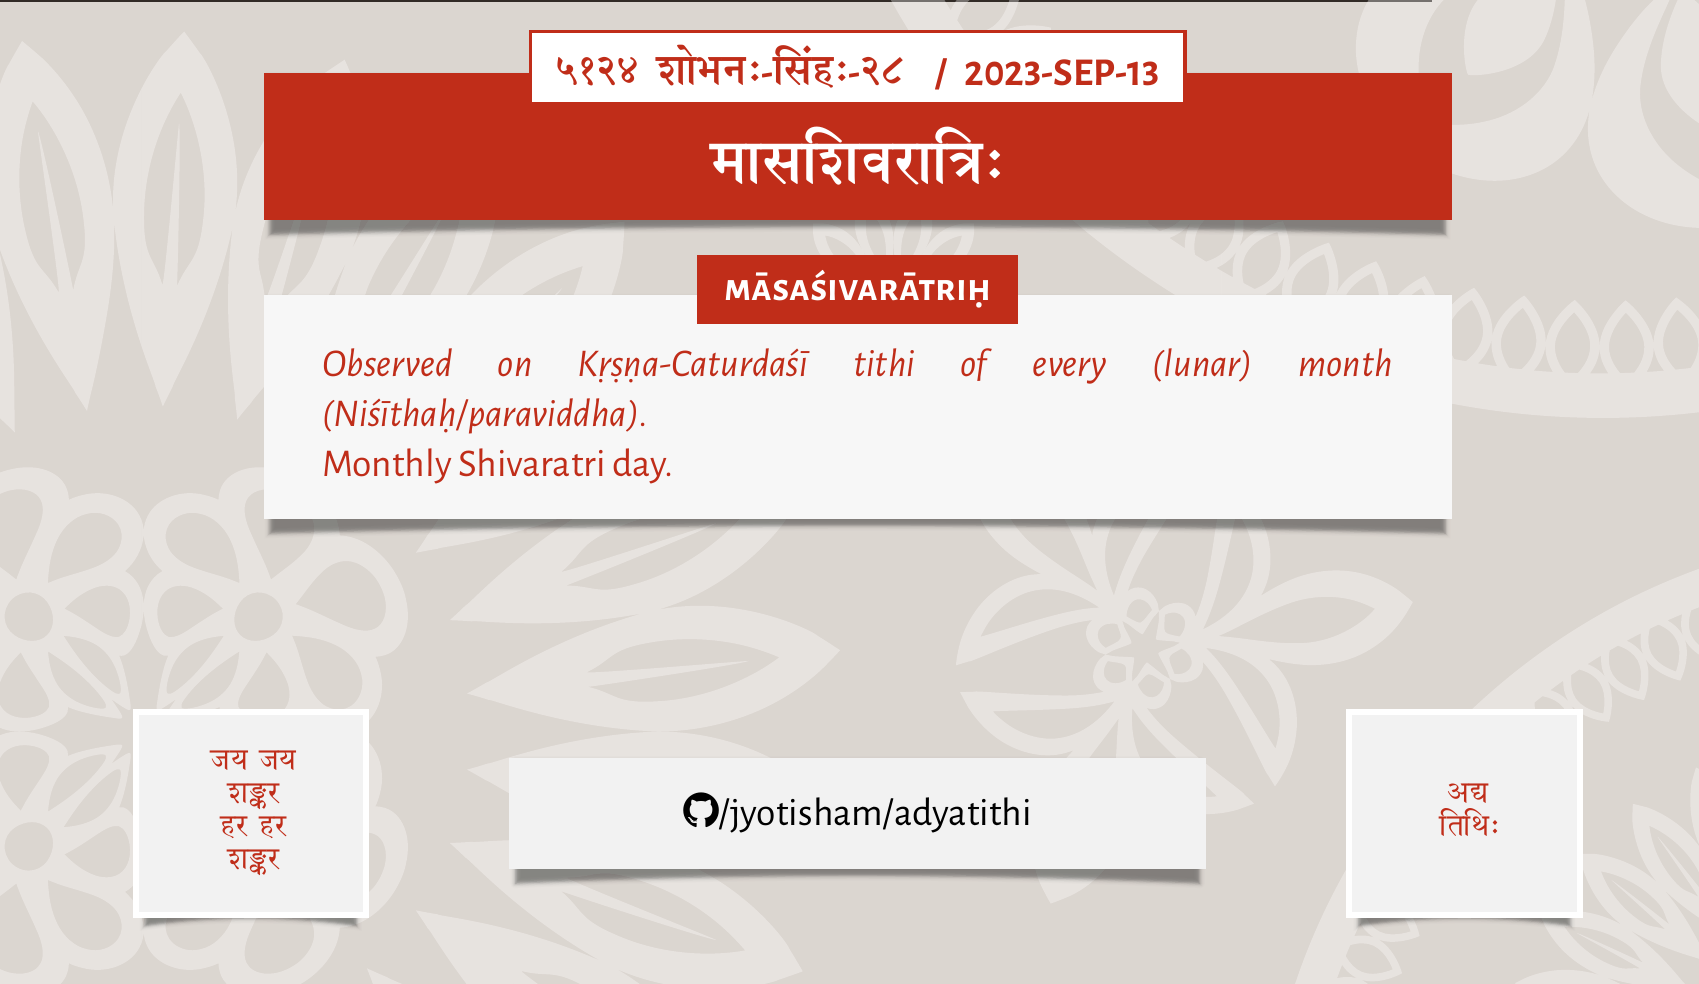 ५१२४ शोभनः-सिंहः-२८ / 2023-SEP-13
मासशिवरात्रिः
MĀSAŚIVARĀTRIḤ
Observed on Kṛṣṇa-Caturdaśī tithi of every (lunar) month
(Niśīthaḥ/paraviddha).
Monthly Shivaratri day.
जय जय
शङ्कर
हर हर
शङ्कर
/jyotisham/adyatithi
अद्य
तिथिः